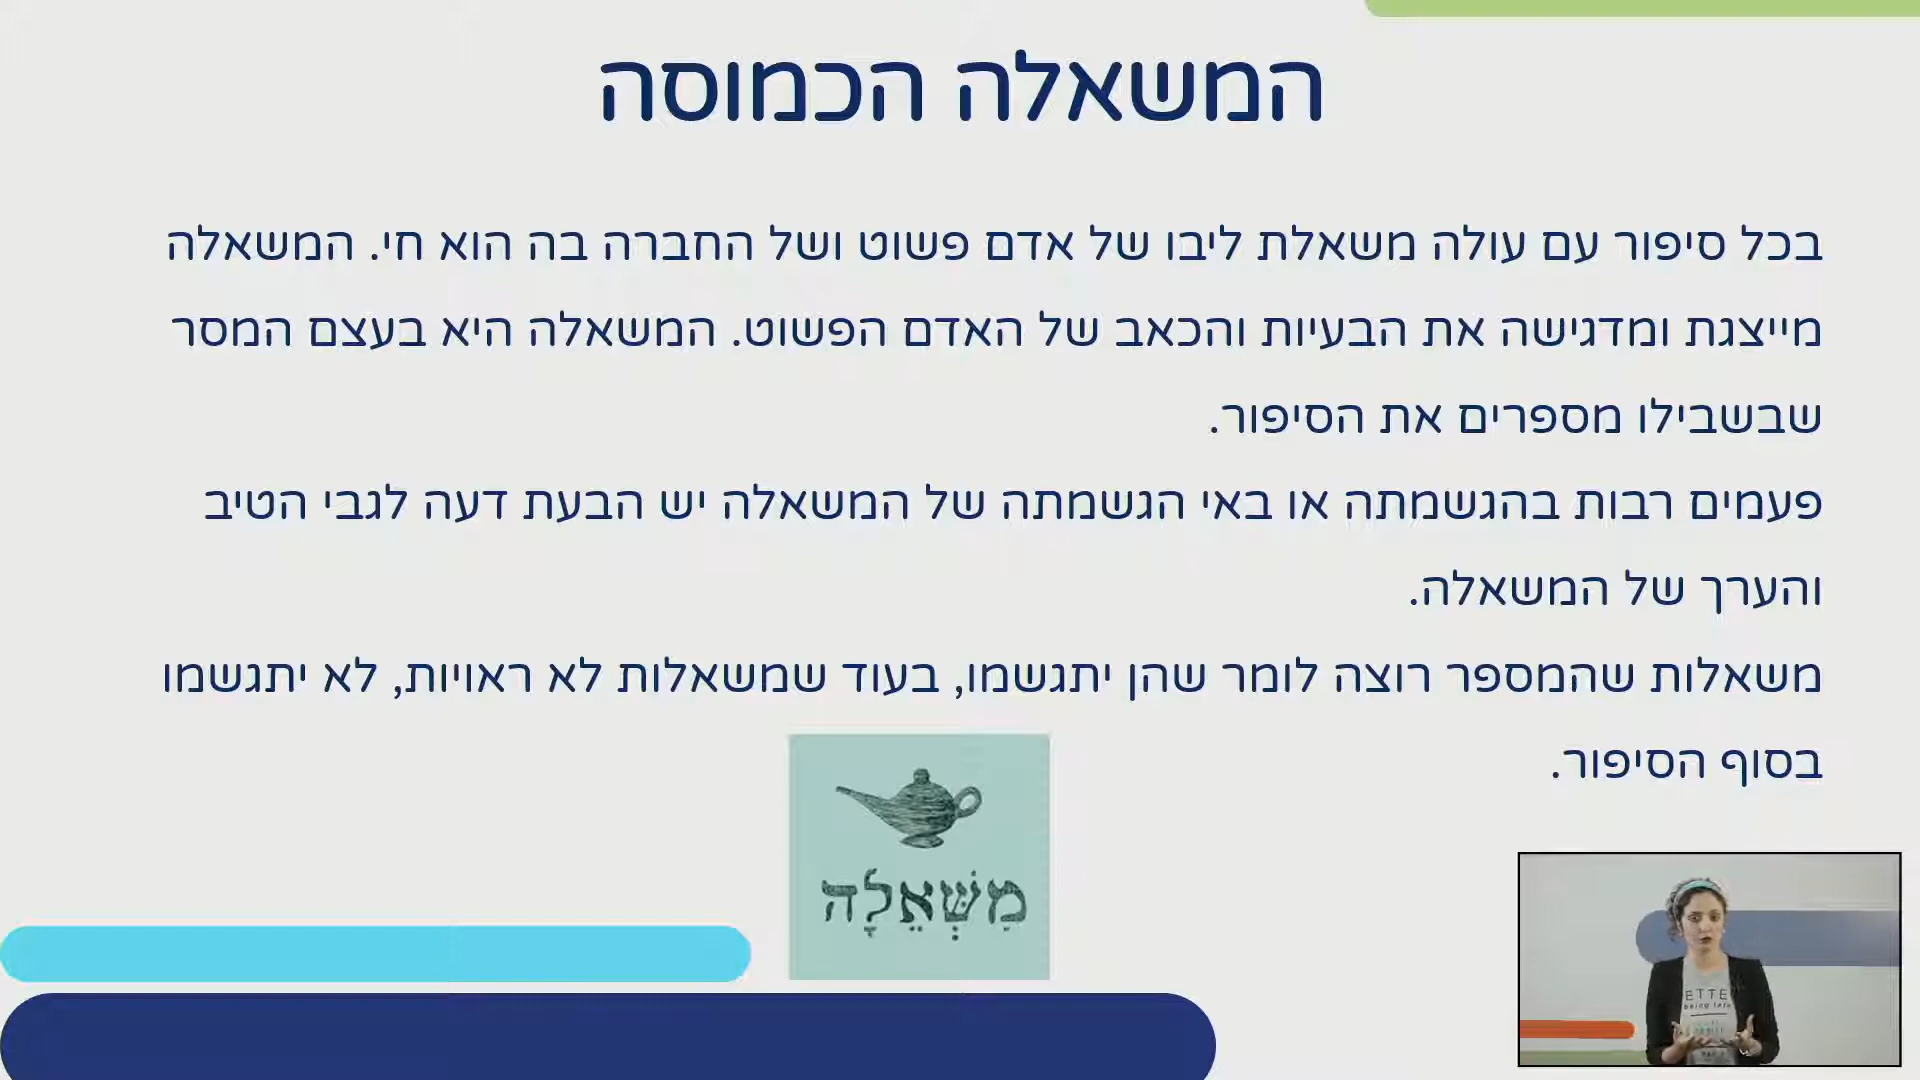 המשאלה הכמוסה
בכל סיפור עם עולה משאלת ליבו של אדם פשוט ושל החברה בה הוא חי. המשאלה
מייצגת ומדגישה את הבעיות והכאב של האדם הפשוט. המשאלה היא בעצם המסר
שבשבילו מספרים את הסיפור.
פעמים רבות בהגשמתה או באי הגשמתה של המשאלה יש הבעת דעה לגבי הטיב
והערך של המשאלה.
משאלות שהמספר רוצה לומר שהן יתגשמו, בעוד שמשאלות לא ראויות, לא יתגשמו
בסוף הסיפור.
מִשְׁאֵלָה